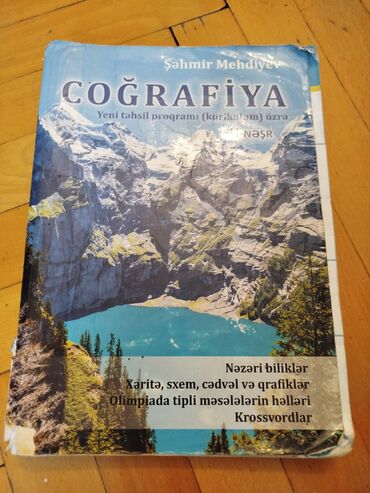 Şəhmir Mehdiyev
COĞRAFİYA
Yeni təhsil proqramı (kurikulum) üzrə
NƏŞR
Nəzəri biliklər
Xəritə, sxem, cədvəl və qrafiklər
Olimpiada tipli məsələlərin həlləri
Krossvordlar